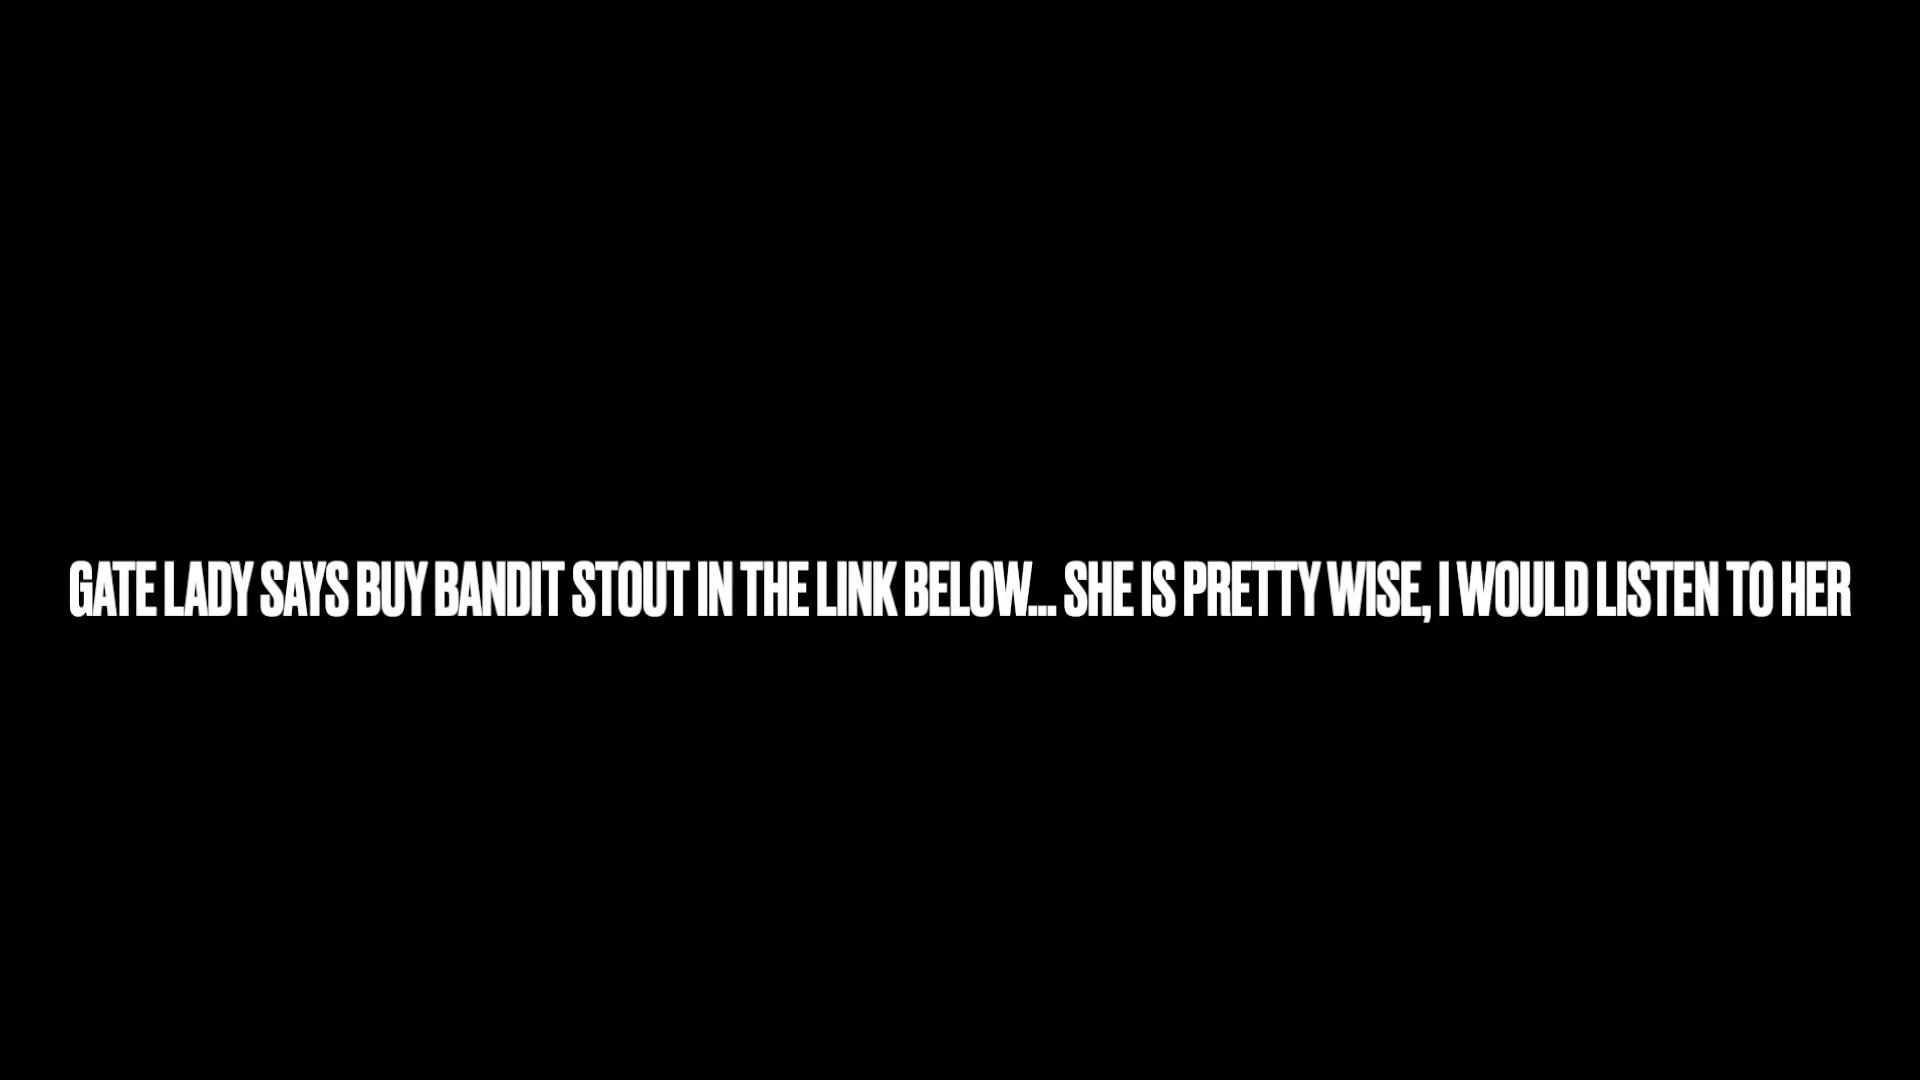 GATE LADY SAYS BUY BANDIT STOUT IN THE LINK BELOW... SHE IS PRETTY WISE, I WOULD LISTEN TO HER